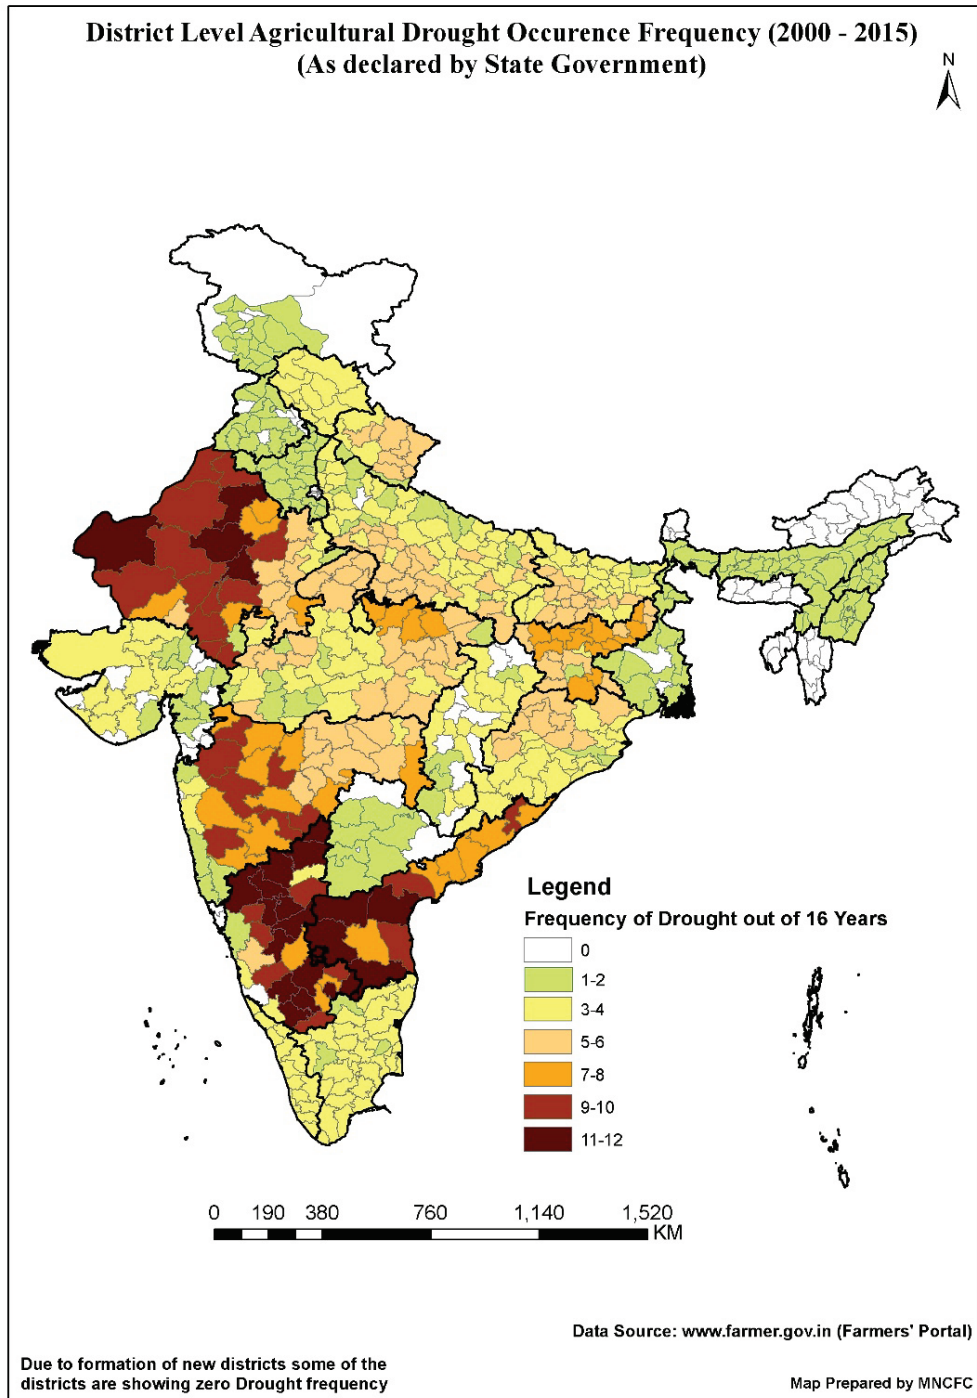 District Level Agricultural Drought Occurence Frequency (2000 - 2015)
(As declared by State Government)
N
Legend
Frequency of Drought out of 16 Years
0
1-2
3-4
5-6
7-8
9-10
11-12
0 190 380 760 1,140 1,520
KM
Data Source: www.farmer.gov.in (Farmers' Portal)
Due to formation of new districts some of the
districts are showing zero Drought frequency
Map Prepared by MNCFC